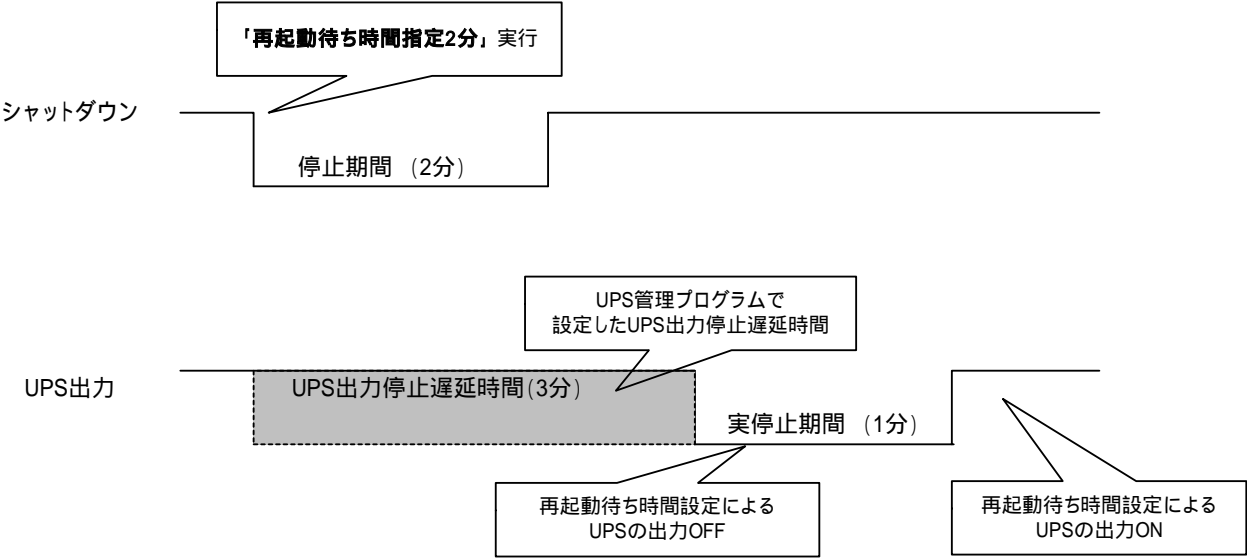 「再起動待ち時間指定2分」実行
シャットダウン
停止期間 (2分)
UPS管理プログラムで
設定したUPS出力停止遅延時間
UPS出力
UPS出力停止遅延時間(3分)
実停止期間 (1分)
再起動待ち時間設定による
UPSの出力OFF
再起動待ち時間設定による
UPSの出力ON